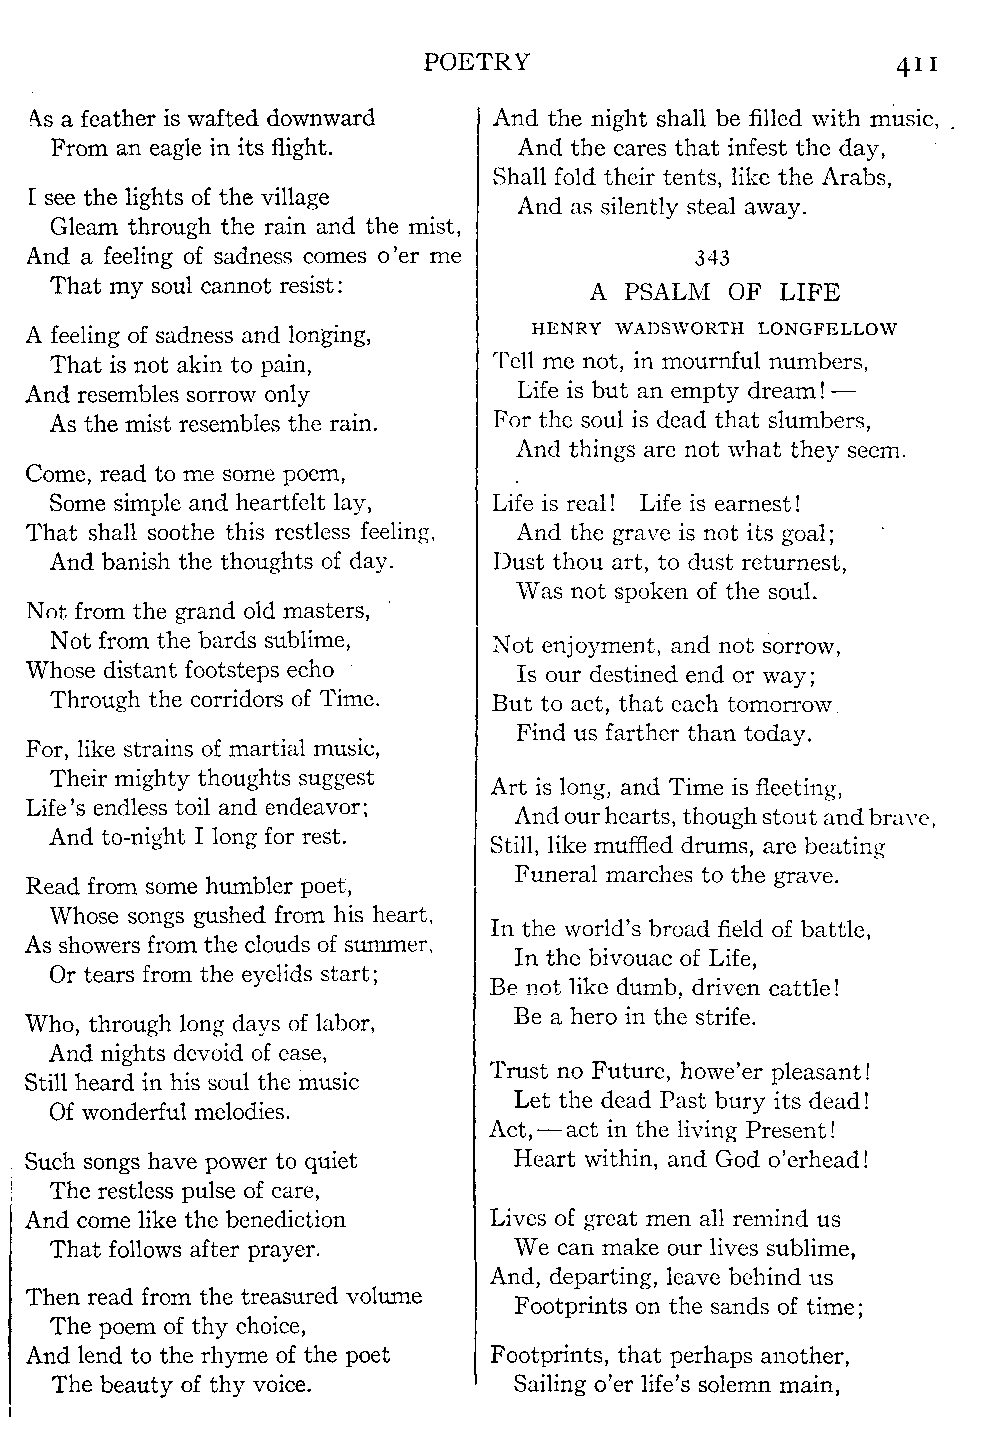 POETRY 411
As a feather is wafted downward
From an eagle in its flight.
I see the lights of the village
Gleam through the rain and the mist,
And a feeling of sadness comes o'er me
That my soul cannot resist:
A feeling of sadness and longing,
That is not akin to pain,
And resembles sorrow only
As the mist resembles the rain.
Come, read to me some poem,
Some simple and heartfelt lay,
That shall soothe this restless feeling,
And banish the thoughts of day.
Not from the grand old masters,
Not from the bards sublime,
Whose distant footsteps echo
Through the corridors of Time.
For, like strains of martial music,
Their mighty thoughts suggest
Life's endless toil and endeavor;
And to-night I long for rest.
Read from some humbler poet,
Whose songs gushed from his heart,
As showers from the clouds of summer,
Or tears from the eyelids start;
Who, through long days of labor,
And nights devoid of ease,
Still heard in his soul the music
Of wonderful melodies.
Such songs have power to quiet
The restless pulse of care,
And come like the benediction
That follows after prayer.
Then read from the treasured volume
The poem of thy choice,
And lend to the rhyme of the poet
The beauty of thy voice.
And the night shall be filled with music,
And the cares that infest the day,
Shall fold their tents, like the Arabs,
And as silently steal away.
343
A PSALM OF LIFE
HENRY WADSWORTH LONGFELLOW
Tell me not, in mournful numbers,
Life is but an empty dream!—
For the soul is dead that slumbers,
And things are not what they seem.
Life is real! Life is earnest!
And the grave is not its goal;
Dust thou art, to dust returnest,
Was not spoken of the soul.
Not enjoyment, and not sorrow,
Is our destined end or way;
But to act, that each tomorrow
Find us farther than today.
Art is long, and Time is fleeting,
And our hearts, though stout and brave,
Still, like muffled drums, are beating
Funeral marches to the grave.
In the world's broad field of battle,
In the bivouac of Life,
Be not like dumb, driven cattle!
Be a hero in the strife.
Trust no Future, howe'er pleasant!
Let the dead Past bury its dead!
Act,—act in the living Present!
Heart within, and God o'erhead!
Lives of great men all remind us
We can make our lives sublime,
And, departing, leave behind us
Footprints on the sands of time;
Footprints, that perhaps another,
Sailing o'er life's solemn main,